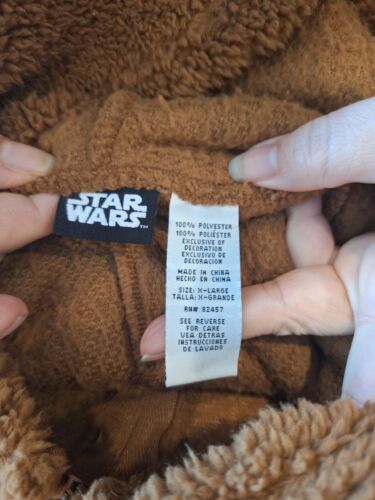 STAR
WARS
100% POLYESTER
100% POLIÉSTER
EXCLUSIVE OF
DECORATION
EXCLUSIVO DE
DECORACION
MADE IN CHINA
HECHO EN CHINA
SIZE: X-LARGE
TALLA: X-GRANDE
RN# 82457
SEE REVERSE
FOR CARE
VEA DETRAS
INSTRUCCIONES
DE LAVADO